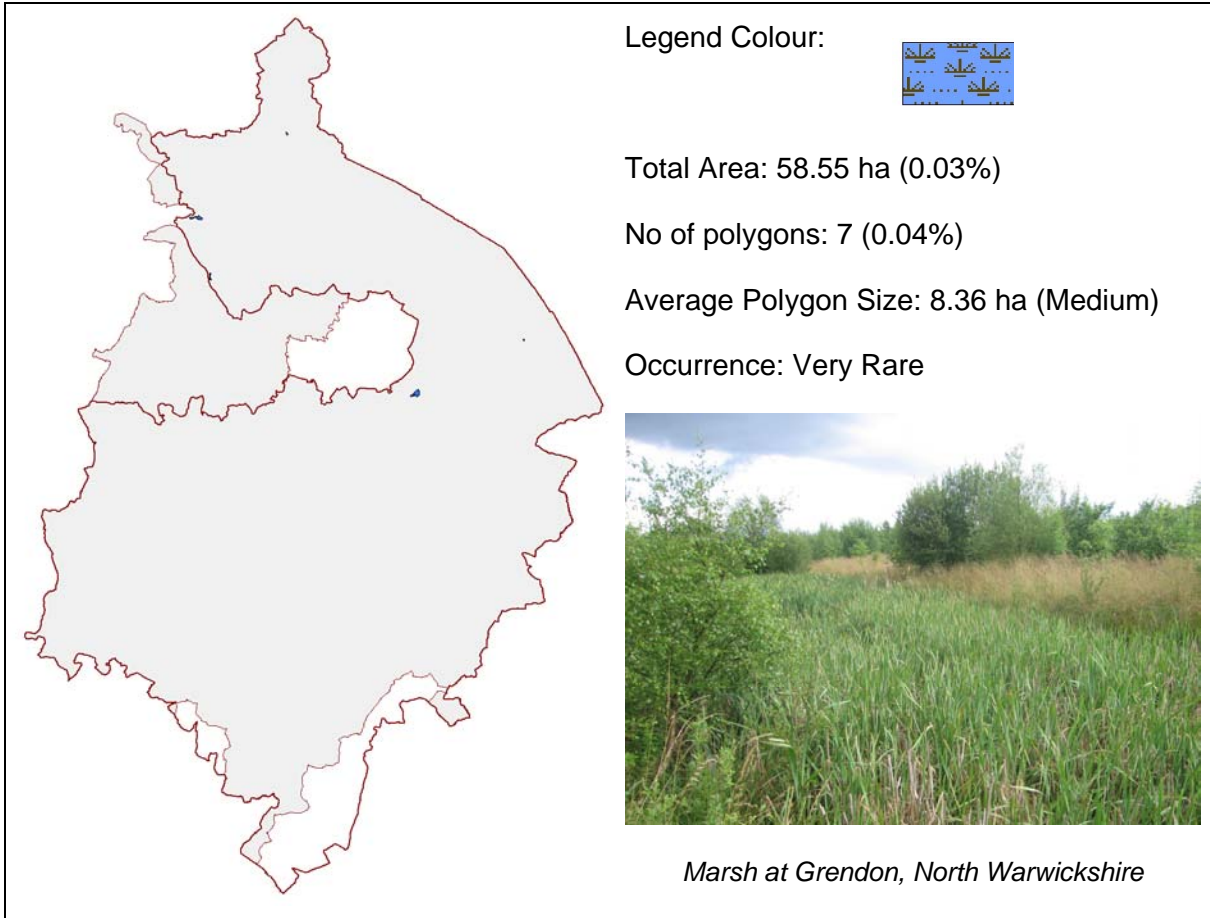 Legend Colour:
Total Area: 58.55 ha (0.03%)
No of polygons: 7 (0.04%)
Average Polygon Size: 8.36 ha (Medium)
Occurrence: Very Rare
Marsh at Grendon, North Warwickshire